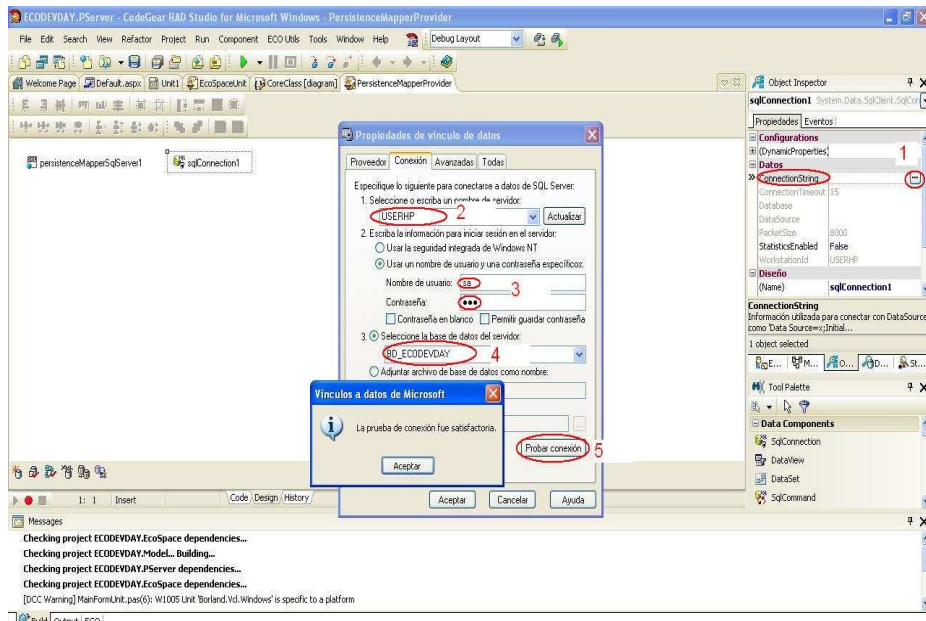 ECODEVDAY.PServer - CodeGear RAD Studio for Microsoft Windows - PersistenceMapperProvider
File Edit Search View Refactor Project Run Component ECO Utils Tools Window Help Debug Layout
Welcome Page Default.aspx Unit1 EcoSpaceUnit CoreClass [diagram] PersistenceMapperProvider
persistenceMapperSqlServer1 sqlConnection1
Propiedades de vínculo de datos
Proveedor Conexión Avanzadas Todas
Especifique lo siguiente para conectarse a datos de SQL Server:
1. Seleccione o escriba un nombre de servidor:
USERHP 2 Actualizar
2. Escriba la información para iniciar sesión en el servidor:
Usar la seguridad integrada de Windows NT
Usar un nombre de usuario y una contraseña específicos:
Nombre de usuario: sa
3
Contraseña: •••
Contraseña en blanco Permitir guardar contraseña
3. Seleccione la base de datos del servidor:
BD_ECODEVDAY 4
Adjuntar archivo de base de datos como nombre:
Vínculos a datos de Microsoft
La prueba de conexión fue satisfactoria.
Aceptar
Probar conexión 5
Aceptar Cancelar Ayuda
1: 1 Insert Code Design History
Object Inspector
sqlConnection1 System.Data.SqlClient.SqlCon
Propiedades Eventos
Configurations
(DynamicProperties) 1
Datos
ConnectionString ...
ConnectionTimeout 15
Database
DataSource
PacketSize 8000
StatisticsEnabled False
WorkstationId USERHP
Diseño
(Name) sqlConnection1
ConnectionString
Información utilizada para conectar con DataSource
como 'Data Source=x;Initial...
1 object selected
E... M... O... D... St...
Tool Palette
Data Components
SqlConnection
DataView
DataSet
SqlCommand
Messages
Checking project ECODEVDAY.EcoSpace dependencies...
Checking project ECODEVDAY.Model... Building...
Checking project ECODEVDAY.PServer dependencies...
Checking project ECODEVDAY.EcoSpace dependencies...
[DCC Warning] MainFormUnit.pas(6): W1005 Unit 'Borland.Vcl.Windows' is specific to a platform
Build Output ECO